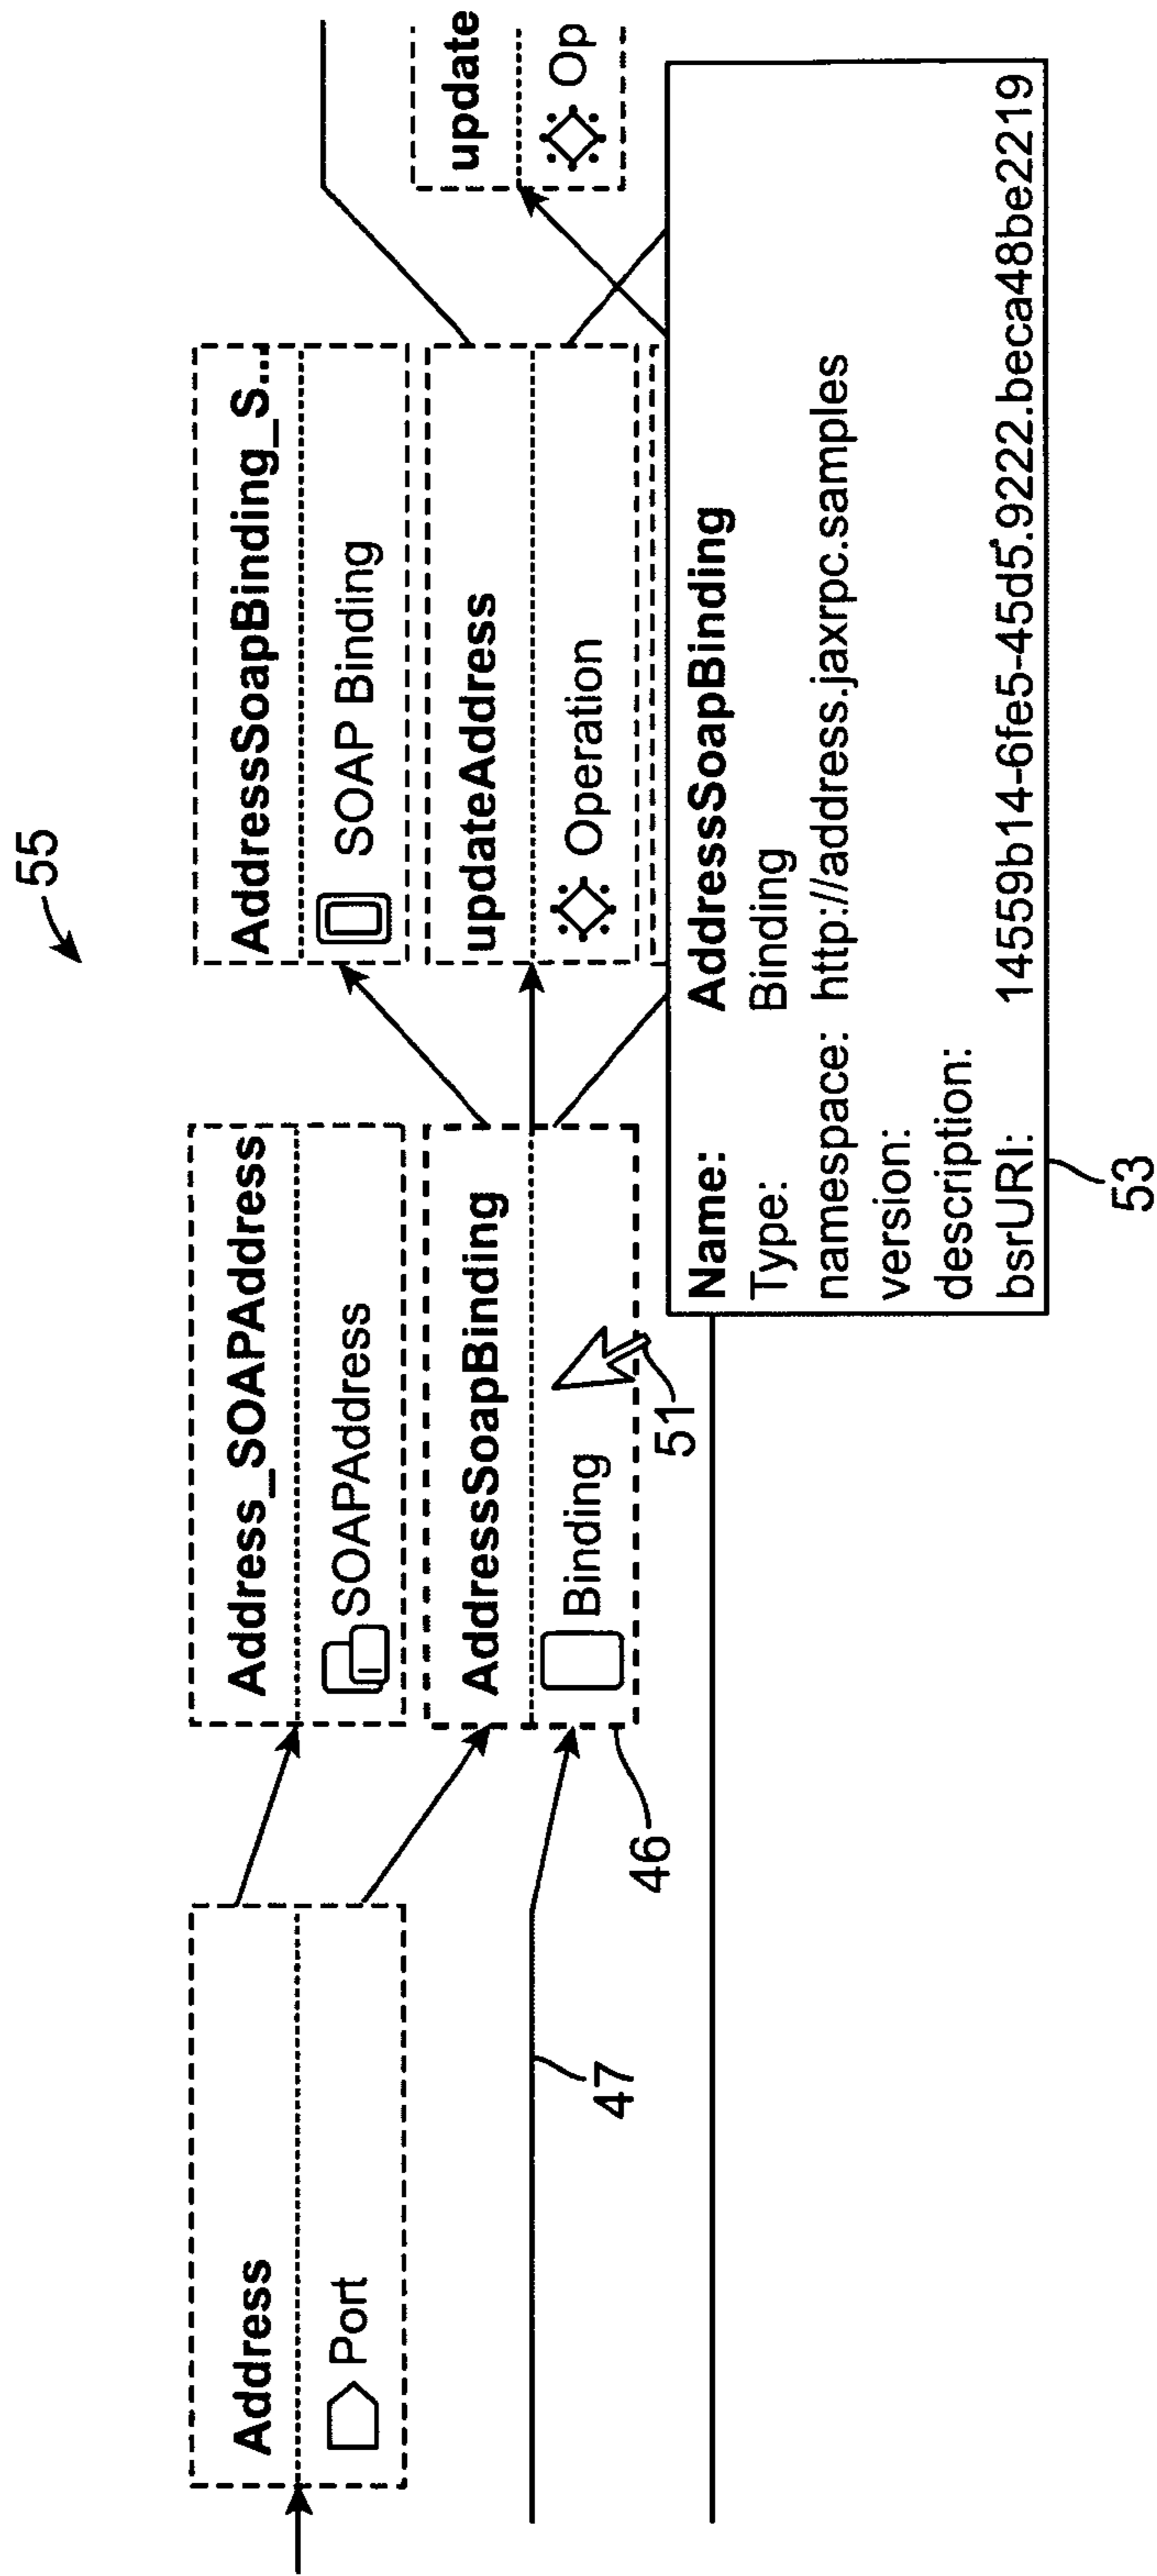 55
Address
Port
Address_SOAPAddress
SOAPAddress
AddressSoapBinding_S...
SOAP Binding
AddressSoapBinding
Binding
updateAddress
Operation
update
Op
47
46
51
Name: AddressSoapBinding
Type: Binding
namespace: http://address.jaxrpc.samples
version:
description:
bsrURI: 14559b14-6fe5-45d5.9222.beca48be2219
53